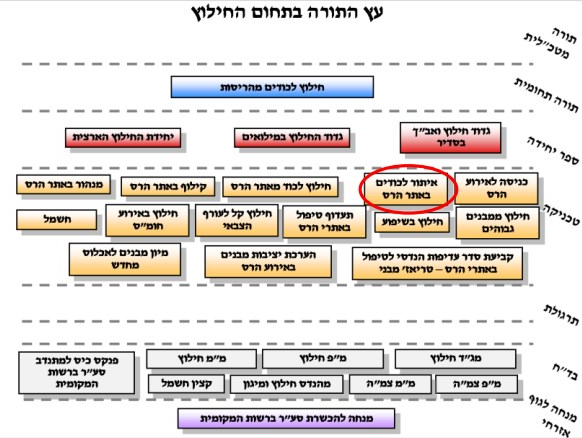 עץ התורה בתחום החילוץ
תורה
מטכ"לית
חילוץ לכודים מהריסות
תורה תחומית
גדוד חילוץ ואב"ך
בסדיר
גדוד החילוץ במילואים
יחידת החילוץ הארצית
ספר יחידה
כניסה לאירוע
הרס
איתור לכודים
באתר הרס
חילוץ לכוד מאתר הרס
קילוף באתר הרס
מנהור באתר הרס
טכניקה
חילוץ ממבנים
גבוהים
חילוץ בשיפוע
תעדוף טיפול
באתרי הרס
חילוץ קל לעורף
הצבאי
חילוץ באירוע
חומ"ס
חשמל
קביעת סדר עדיפות הנדסי לטיפול
באתרי הרס – טריאז' מבני
הערכת יציבות מבנים
באירוע הרס
מיון מבנים לאכלוס
מחדש
תרגולת
מג"ד חילוץ
מ"פ חילוץ
מ"מ חילוץ
פנקס כיס למתנדב
סע"ר ברשות
המקומית
בד"ח
מ"פ צמ"ה
מ"מ צמ"ה
מהנדס חילוץ ומיגון
קצין חשמל
מנחה לגוף
אזרחי
מנחה להכשרת סע"ר ברשות המקומית